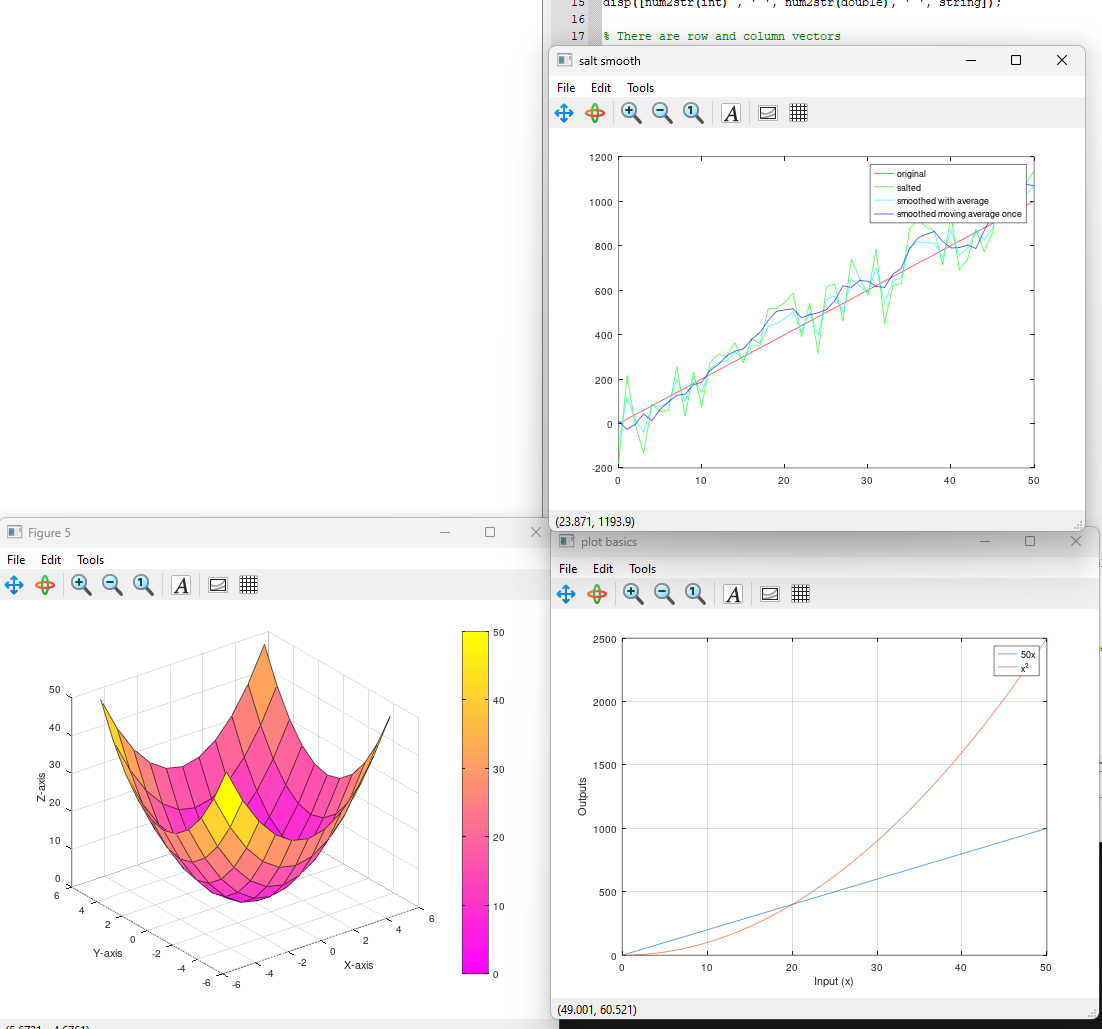 15 disp([num2str(int) , ' ', num2str(double), ' ', string]);
16
17 % There are row and column vectors
salt smooth
File Edit Tools
1
A
1200
1000
800
600
400
200
0
-200
0 10 20 30 40 50
original
salted
smoothed with average
smoothed moving average once
(23.871, 1193.9)
Figure 5
File Edit Tools
1
A
50
40
30
20
10
0
Z-axis
6
4
2
0
-2
-4
-6
Y-axis
-6
-4
-2
0
2
4
6
X-axis
50
40
30
20
10
0
plot basics
File Edit Tools
1
A
2500
2000
1500
1000
500
0
Outputs
50x
x²
0 10 20 30 40 50
Input (x)
(49.001, 60.521)